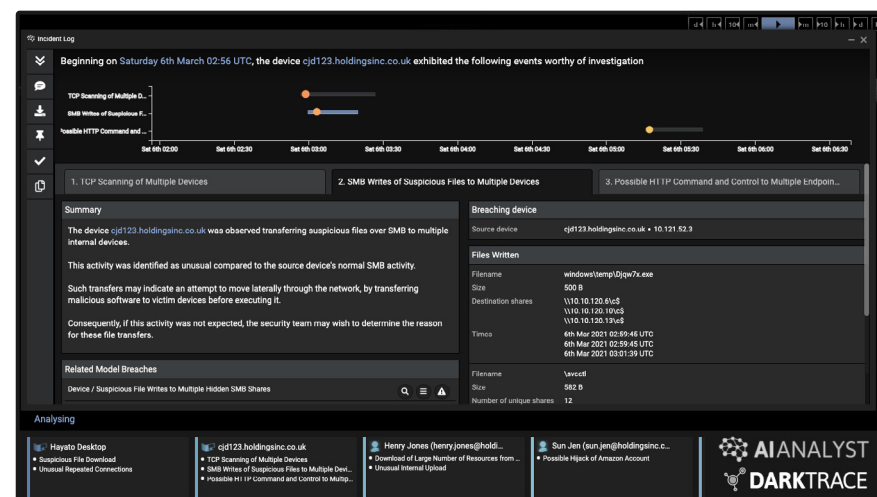 Incident Log
Beginning on Saturday 6th March 02:56 UTC, the device cjd123.holdingsinc.co.uk exhibited the following events worthy of investigation
TCP Scanning of Multiple D...
SMB Writes of Suspicious F...
Possible HTTP Command and ...
Sat 6th 02:00 Sat 6th 02:30 Sat 6th 03:00 Sat 6th 03:30 Sat 6th 04:00 Sat 6th 04:30 Sat 6th 05:00 Sat 6th 05:30 Sat 6th 06:00 Sat 6th 06:30
1. TCP Scanning of Multiple Devices
2. SMB Writes of Suspicious Files to Multiple Devices
3. Possible HTTP Command and Control to Multiple Endpoin...
Summary
The device cjd123.holdingsinc.co.uk was observed transferring suspicious files over SMB to multiple
internal devices.
This activity was identified as unusual compared to the source device's normal SMB activity.
Such transfers may indicate an attempt to move laterally through the network, by transferring
malicious software to victim devices before executing it.
Consequently, if this activity was not expected, the security team may wish to determine the reason
for these file transfers.
Related Model Breaches
Device / Suspicious File Writes to Multiple Hidden SMB Shares
Breaching device
Source device cjd123.holdingsinc.co.uk • 10.121.52.3
Files Written
Filename windows\temp\Djqw7x.exe
Size 500 B
Destination shares \\10.10.120.6\c$
\\10.10.120.10\c$
\\10.10.120.13\c$
Times 6th Mar 2021 02:59:45 UTC
6th Mar 2021 02:59:45 UTC
6th Mar 2021 03:01:39 UTC
Filename \svcctl
Size 582 B
Number of unique shares 12
Analysing
Hayato Desktop
• Suspicious File Download
• Unusual Repeated Connections
cjd123.holdingsinc.co.uk
• TCP Scanning of Multiple Devices
• SMB Writes of Suspicious Files to Multiple Devi...
• Possible HTTP Command and Control to Multip...
Henry Jones (henry.jones@holdi...
• Download of Large Number of Resources from ...
• Unusual Internal Upload
Sun Jen (sun.jen@holdingsinc.c...
• Possible Hijack of Amazon Account
AI ANALYST
DARKTRACE